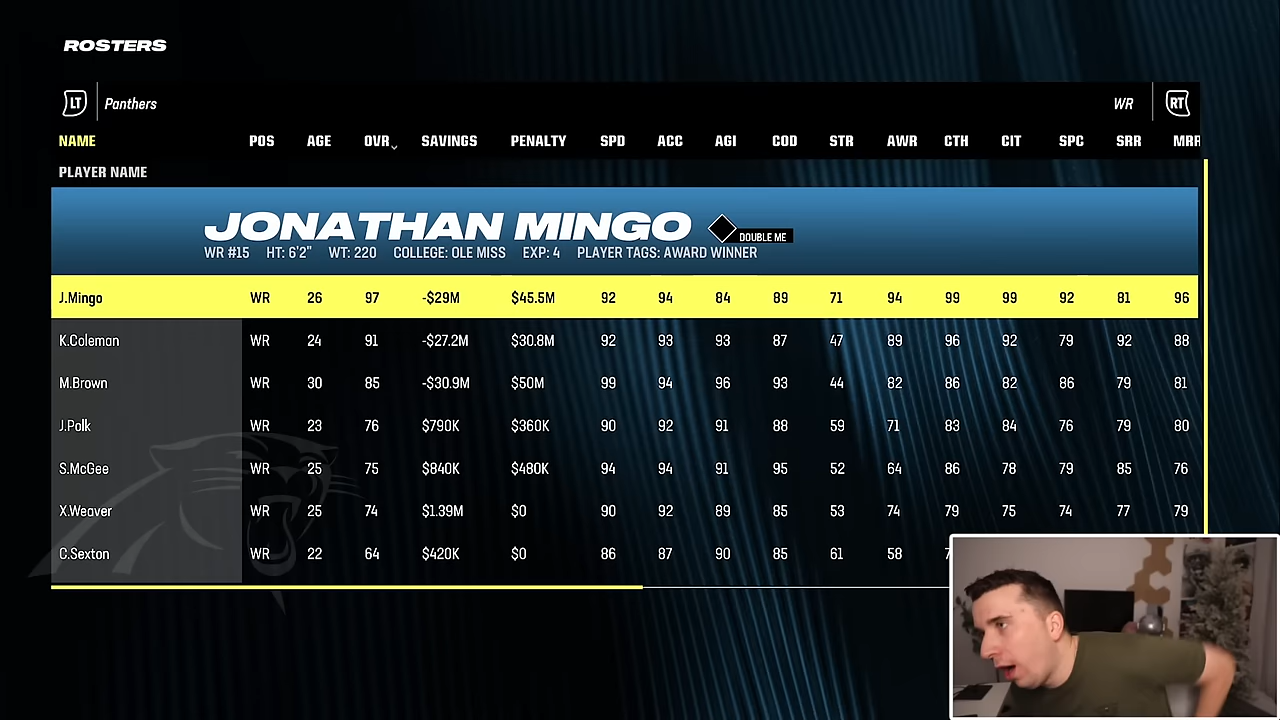 ROSTERS
LT Panthers WR RT
NAME POS AGE OVR SAVINGS PENALTY SPD ACC AGI COD STR AWR CTH CIT SPC SRR MRR
PLAYER NAME
JONATHAN MINGO DOUBLE ME
WR #15 HT: 6'2" WT: 220 COLLEGE: OLE MISS EXP: 4 PLAYER TAGS: AWARD WINNER
J.Mingo WR 26 97 -$29M $45.5M 92 94 84 89 71 94 99 99 92 81 96
K.Coleman WR 24 91 -$27.2M $30.8M 92 93 93 87 47 89 96 92 79 92 88
M.Brown WR 30 85 -$30.9M $50M 99 94 96 93 44 82 86 82 86 79 81
J.Polk WR 23 76 $790K $360K 90 92 91 88 59 71 83 84 76 79 80
S.McGee WR 25 75 $840K $480K 94 94 91 95 52 64 86 78 79 85 76
X.Weaver WR 25 74 $1.39M $0 90 92 89 85 53 74 79 75 74 77 79
C.Sexton WR 22 64 $420K $0 86 87 90 85 61 58